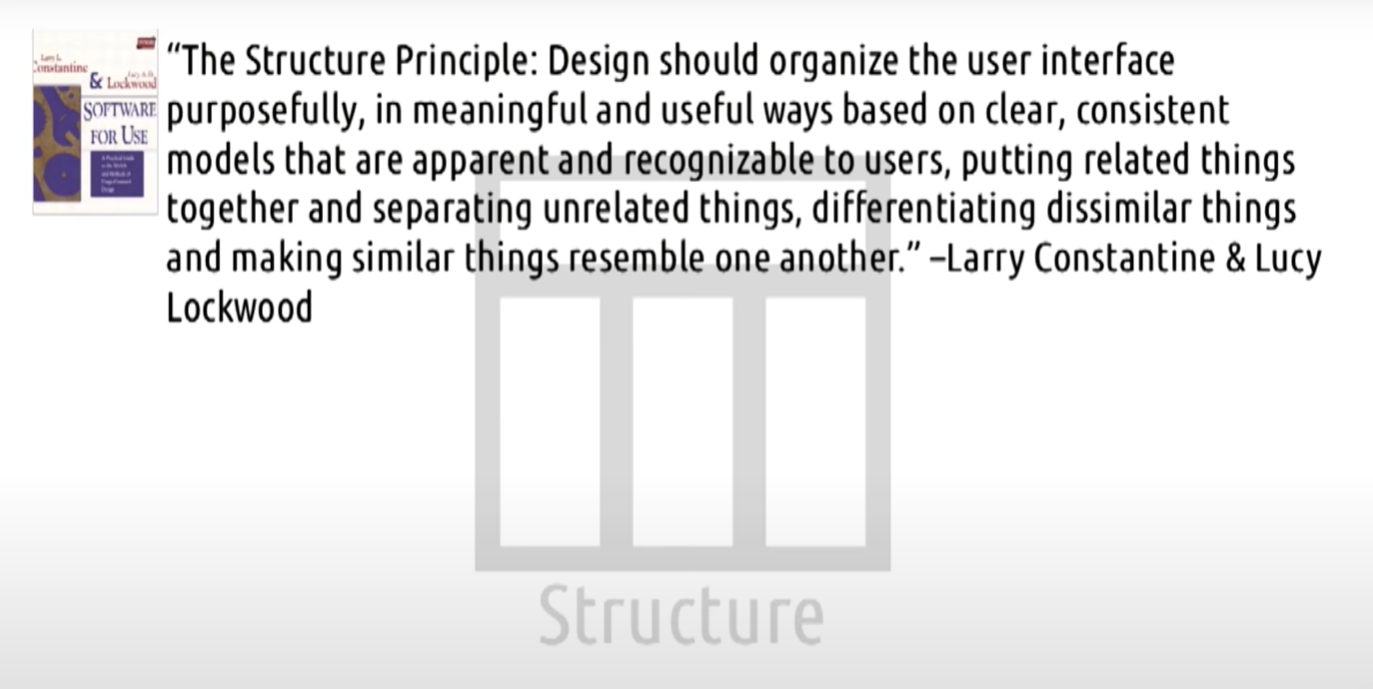 Larry L.
Constantine
& Lockwood
SOFTWARE
FOR USE
“The Structure Principle: Design should organize the user interface
purposefully, in meaningful and useful ways based on clear, consistent
models that are apparent and recognizable to users, putting related things
together and separating unrelated things, differentiating dissimilar things
and making similar things resemble one another.” –Larry Constantine & Lucy
Lockwood
Structure